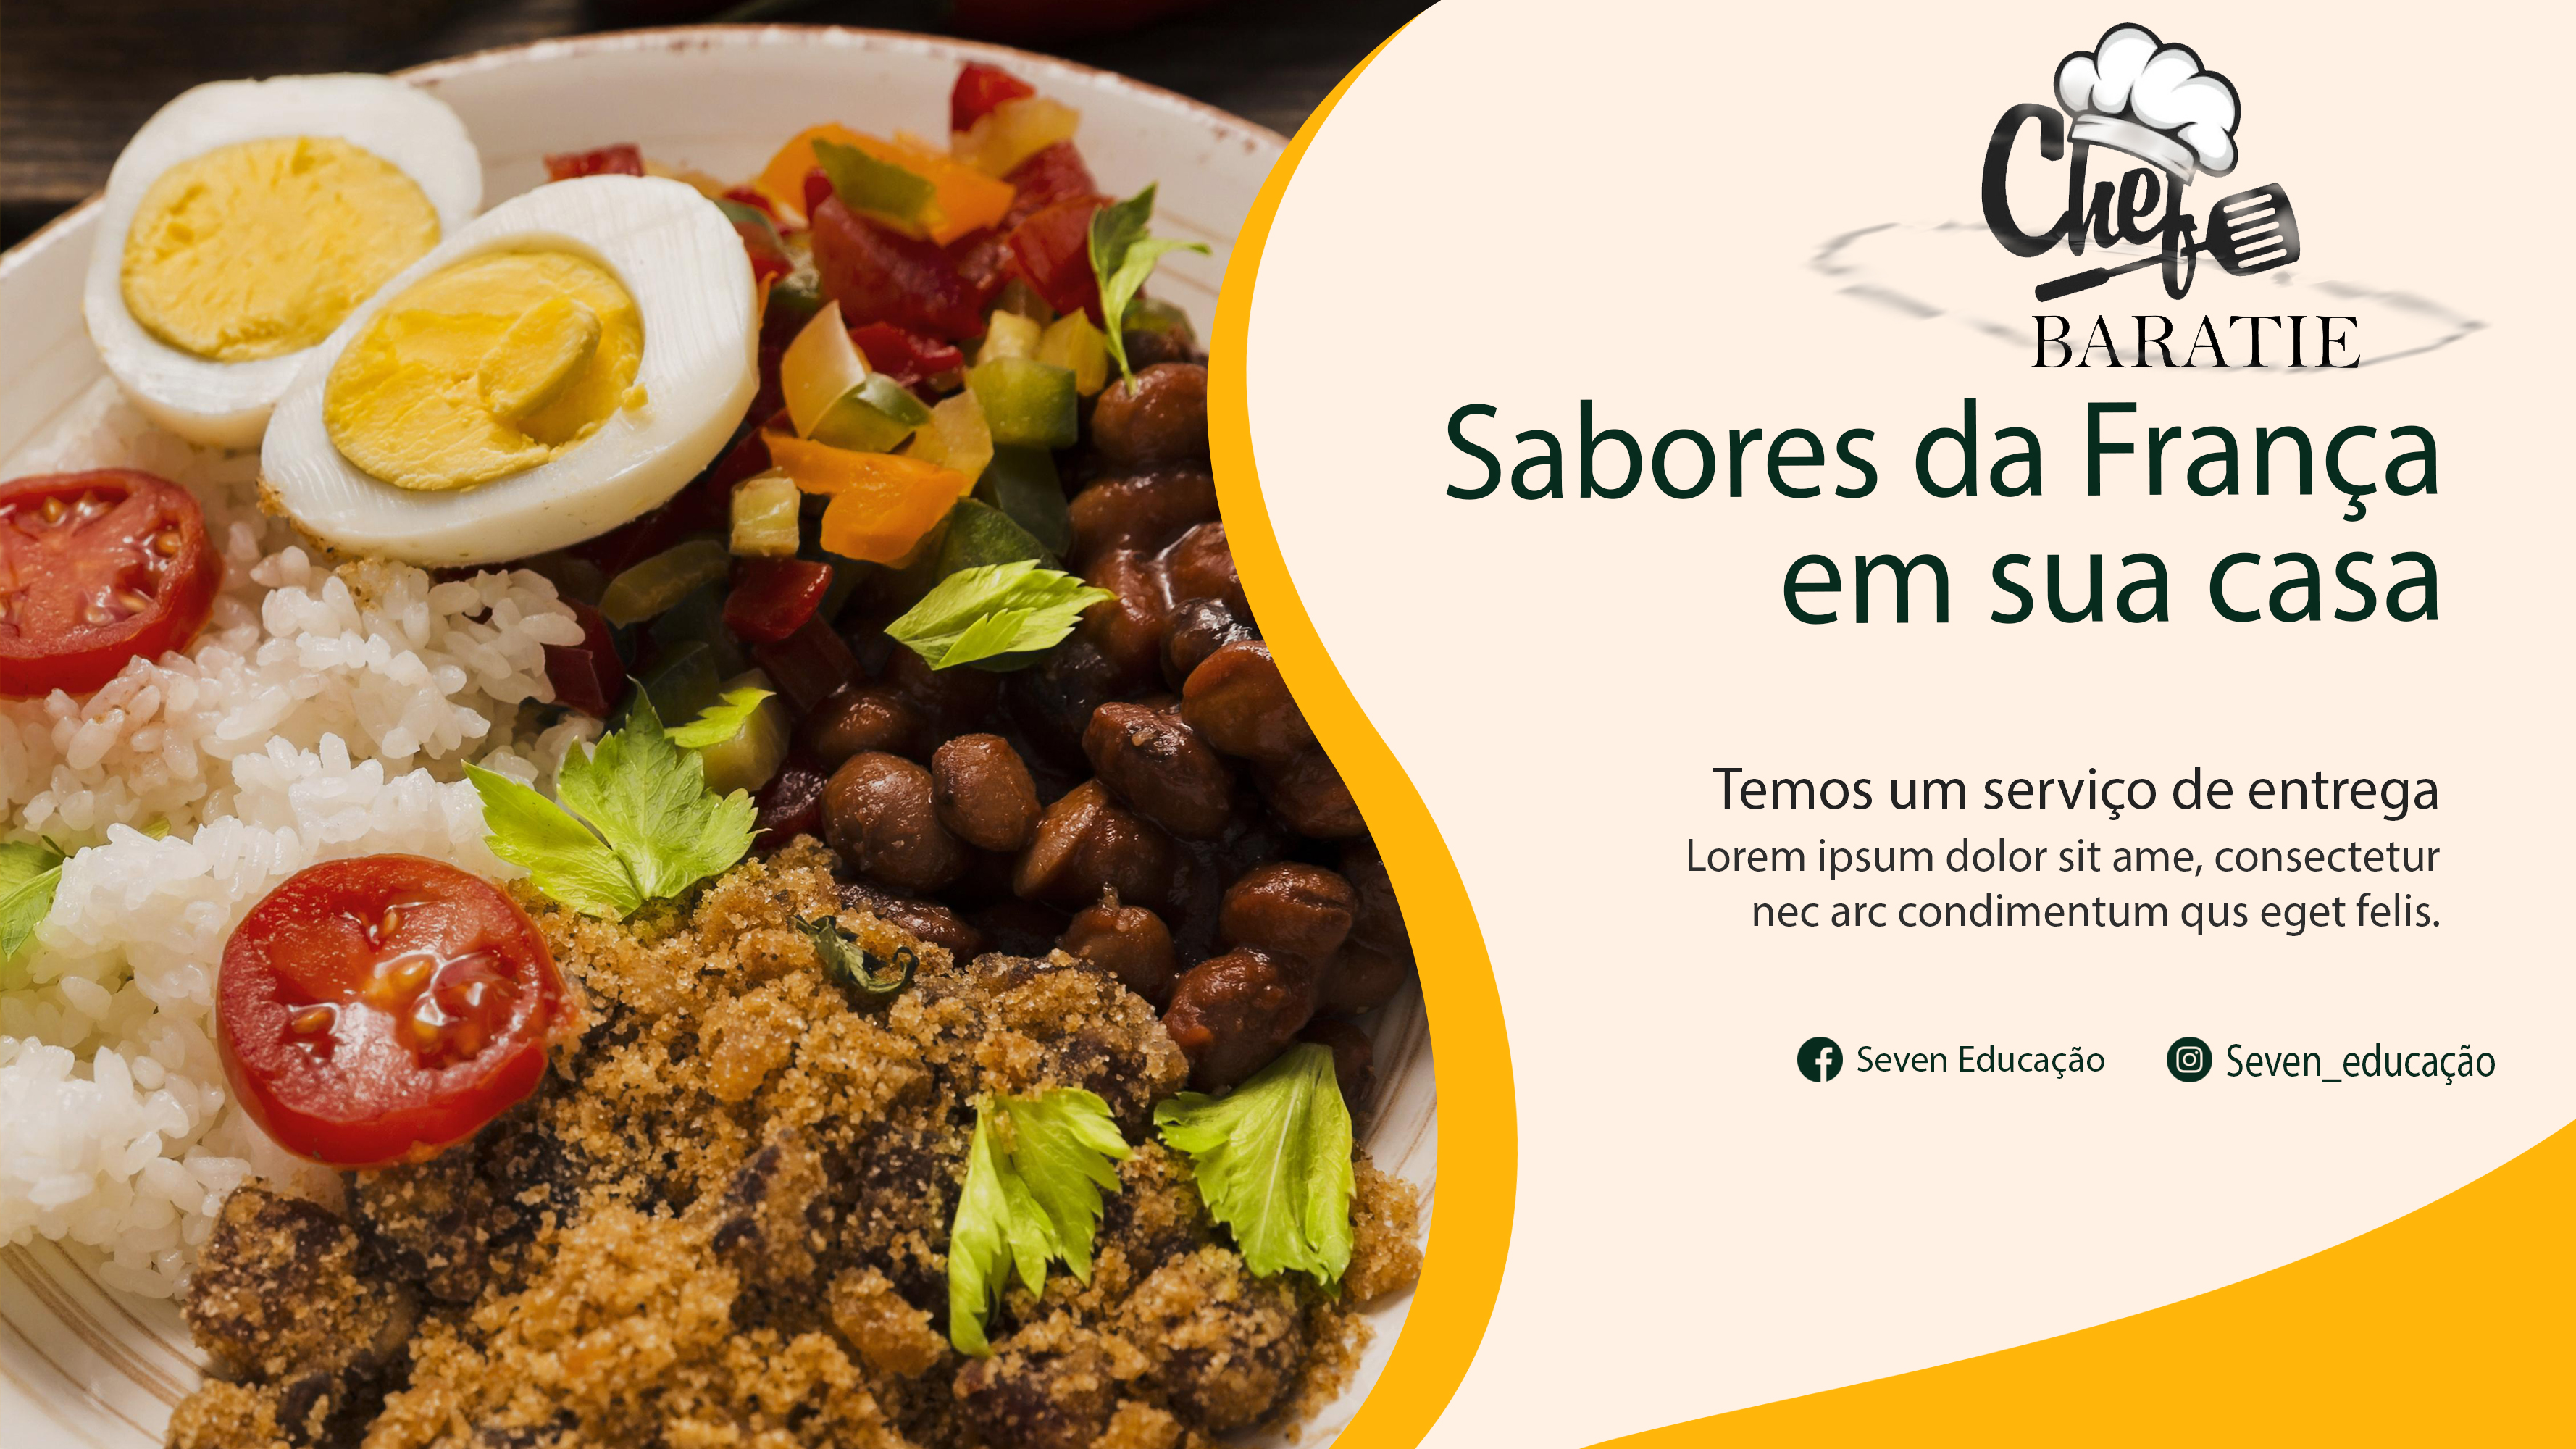 Chef
BARATIE
Sabores da França
em sua casa
Temos um serviço de entrega
Lorem ipsum dolor sit ame, consectetur
nec arc condimentum qus eget felis.
Seven Educação
Seven_educação